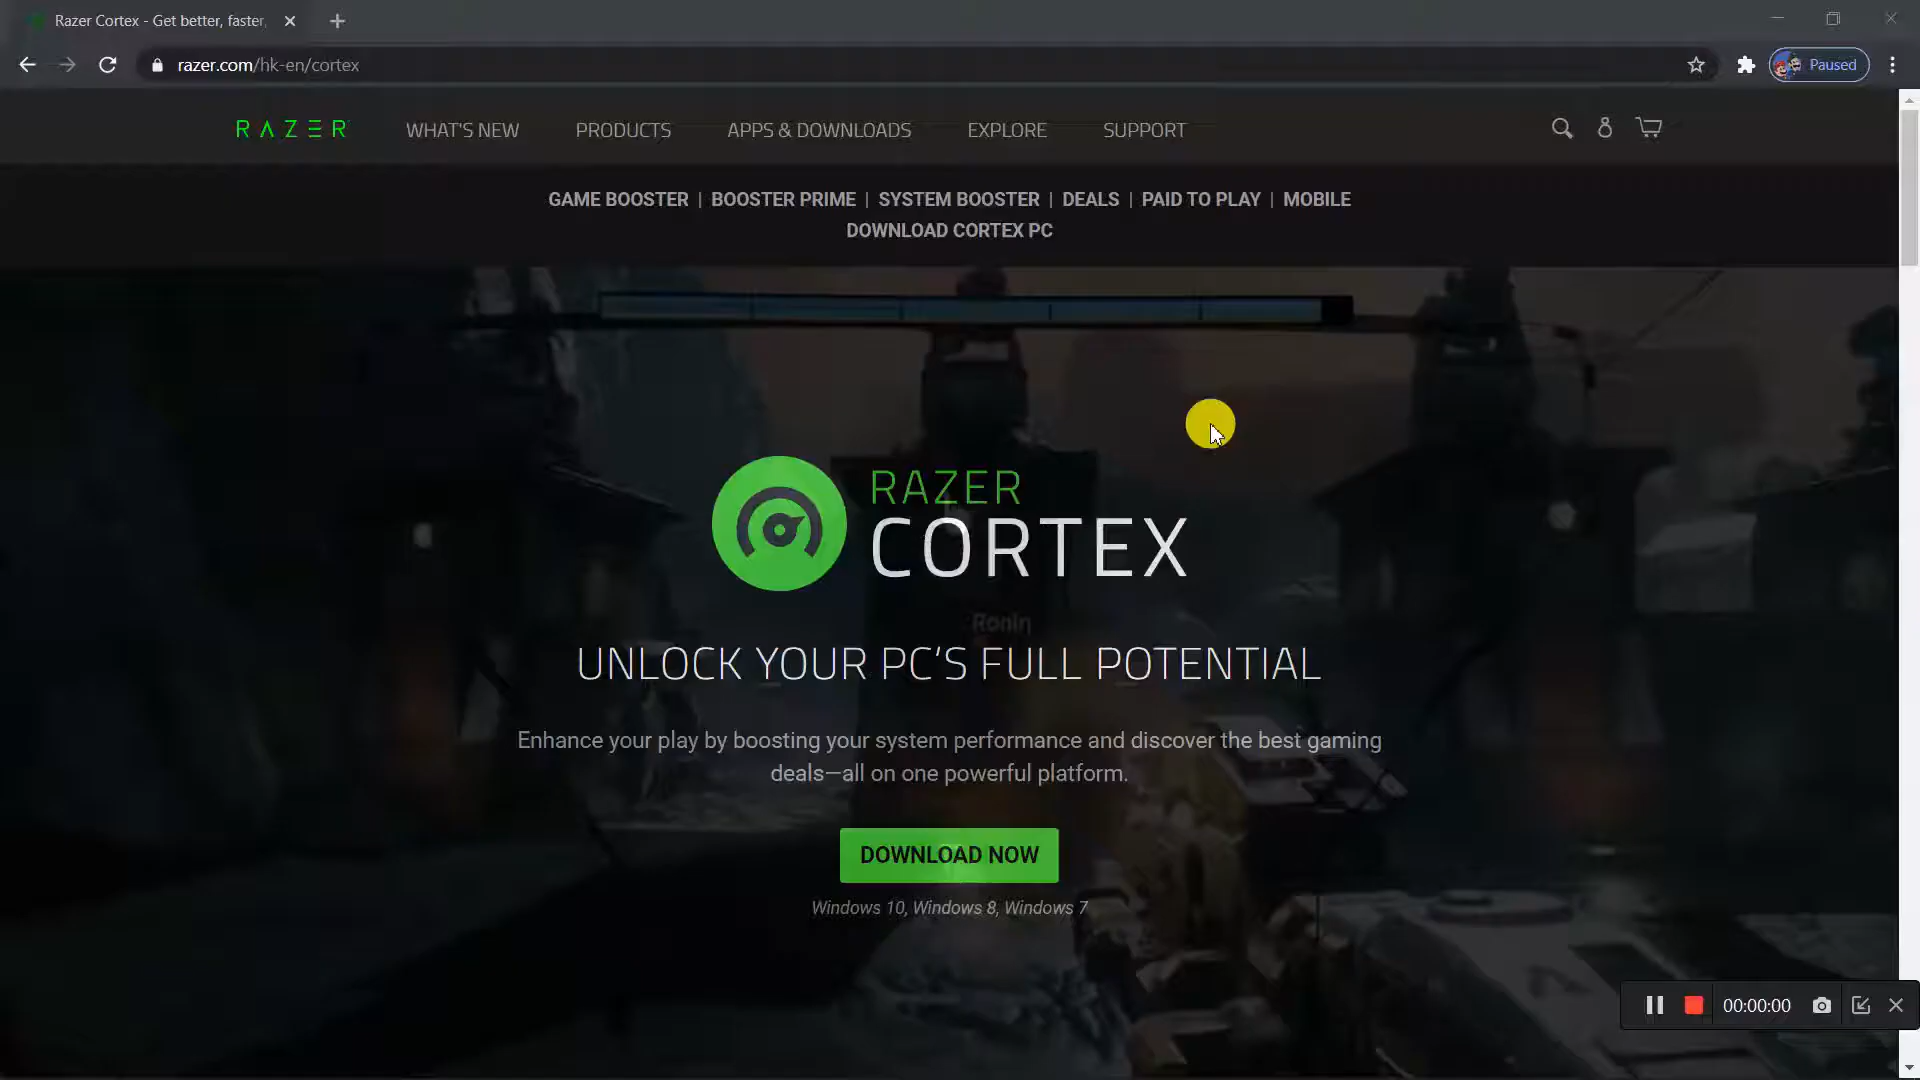 Razer Cortex - Get better, faster,
razer.com/hk-en/cortex
Paused
RAZER
WHAT'S NEW
PRODUCTS
APPS & DOWNLOADS
EXPLORE
SUPPORT
GAME BOOSTER | BOOSTER PRIME | SYSTEM BOOSTER | DEALS | PAID TO PLAY | MOBILE
DOWNLOAD CORTEX PC
RAZER
CORTEX
Ronin
UNLOCK YOUR PC'S FULL POTENTIAL
Enhance your play by boosting your system performance and discover the best gaming
deals—all on one powerful platform.
DOWNLOAD NOW
Windows 10, Windows 8, Windows 7
00:00:00